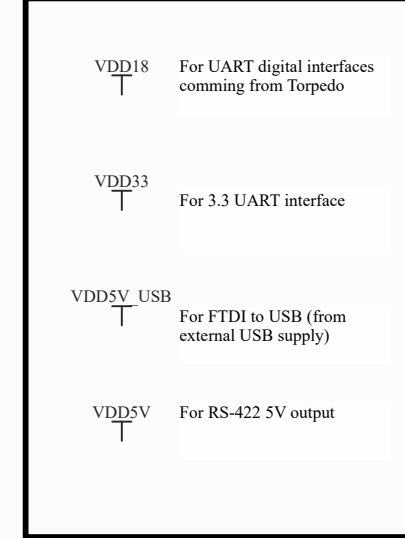 VDD18
For UART digital interfaces
comming from Torpedo
VDD33
For 3.3 UART interface
VDD5V_USB
For FTDI to USB (from
external USB supply)
VDD5V
For RS-422 5V output